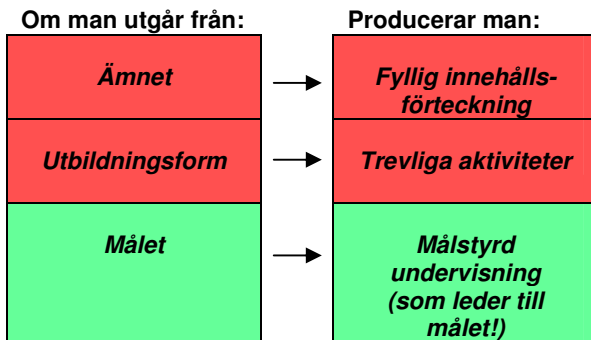 Om man utgår från:
Producerar man:
Ämnet
Fyllig innehålls-
förteckning
Utbildningsform
Trevliga aktiviteter
Målet
Målstyrd
undervisning
(som leder till
målet!)